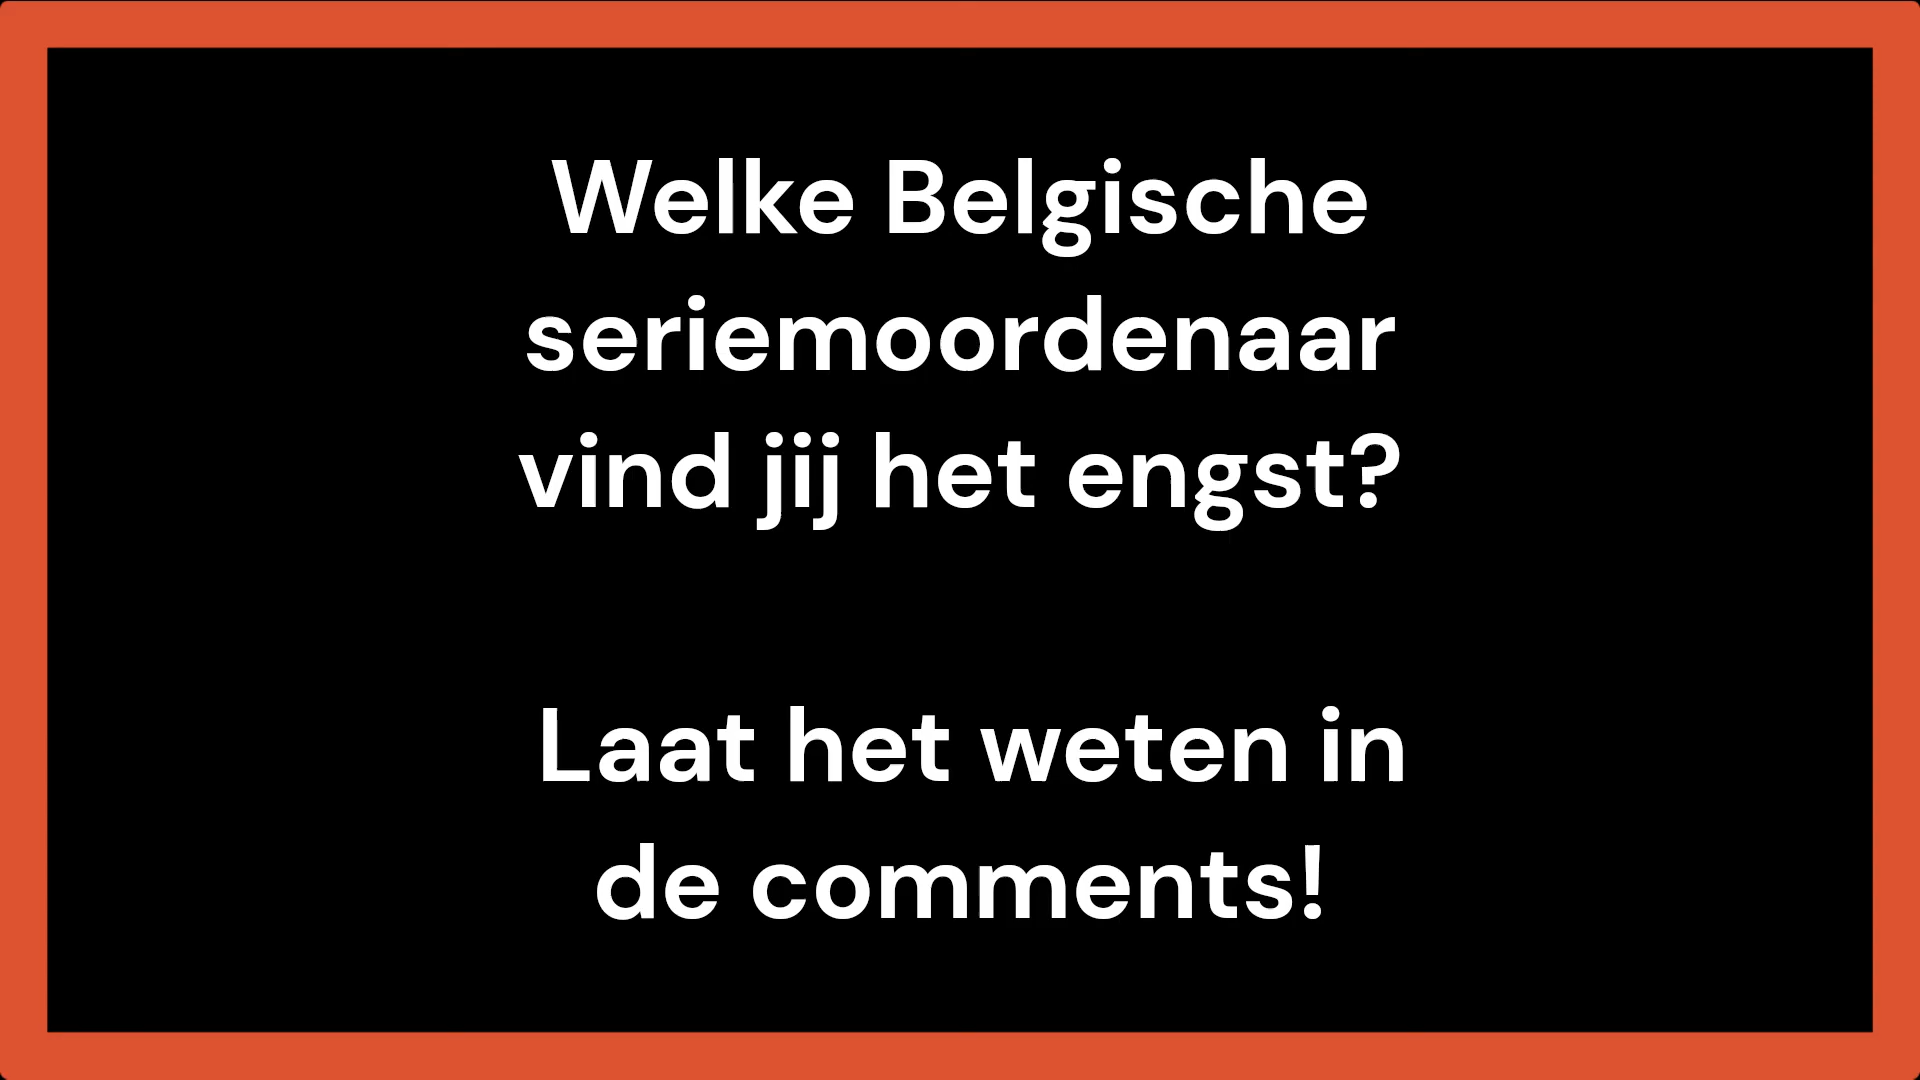 Welke Belgische
seriemoordenaar
vind jij het engst?
Laat het weten in
de comments!